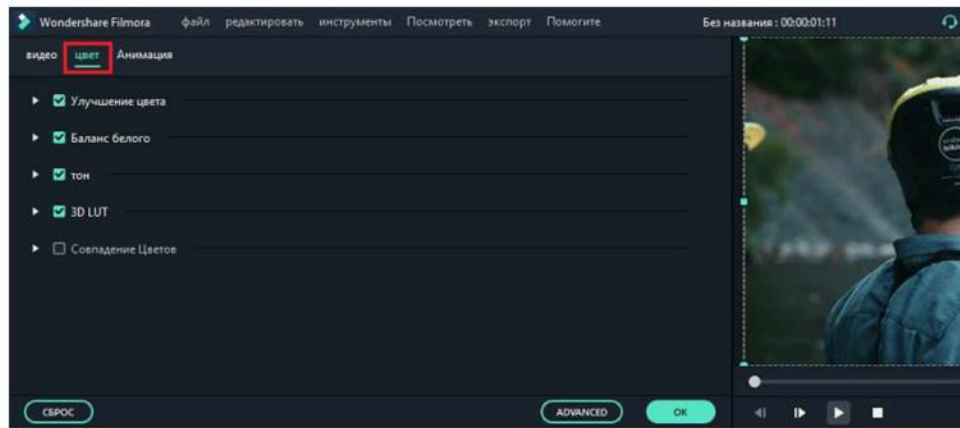 Wondershare Filmora файл редактировать инструменты Посмотреть экспорт Помогите Без названия : 00:00:01:11
видео цвет Анимация
Улучшение цвета
Баланс белого
тон
3D LUT
Совпадение Цветов
СБРОС ADVANCED OK